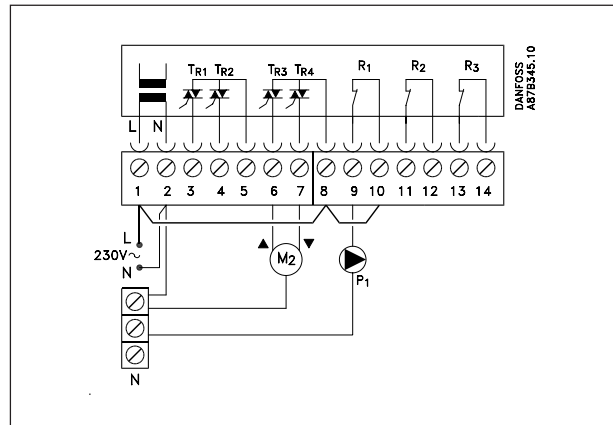 TR1 TR2 TR3 TR4 R1 R2 R3
L N
DANFOSS
A87B345.10
1 2 3 4 5 6 7 8 9 10 11 12 13 14
L
230V~
N
▲ M2 ▼
P1
N